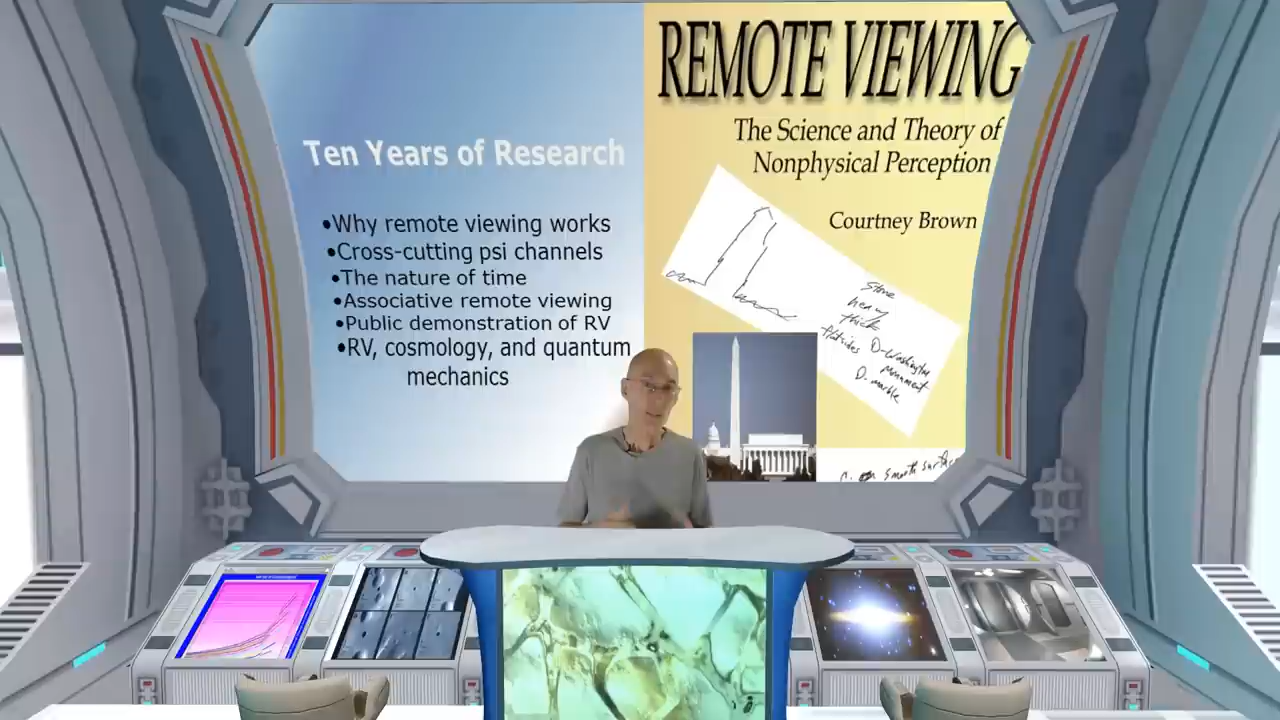 Ten Years of Research
•Why remote viewing works
•Cross-cutting psi channels
•The nature of time
•Associative remote viewing
•Public demonstration of RV
•RV, cosmology, and quantum
mechanics
REMOTE VIEWING
The Science and Theory of
Nonphysical Perception
Courtney Brown
Stone
heavy
thick
D-Washington
monument
D. marble
smooth surface